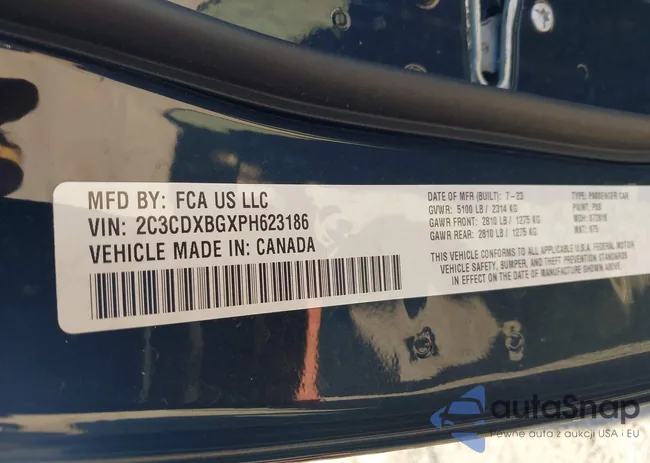 MFD BY: FCA US LLC
VIN: 2C3CDXBGXPH623186
VEHICLE MADE IN: CANADA
DATE OF MFR (BUILT): 7-23
GVWR: 5100 LB / 2314 KG
GAWR FRONT: 2810 LB / 1275 KG
GAWR REAR: 2810 LB / 1275 KG
TYPE: PASSENGER CAR
THIS VEHICLE CONFORMS TO ALL APPLICABLE U.S.A. FEDERAL MOTOR
VEHICLE SAFETY, BUMPER, AND THEFT PREVENTION STANDARDS
IN EFFECT ON THE DATE OF MANUFACTURE SHOWN ABOVE.
autaSnap
Pewne auta z aukcji USA i EU